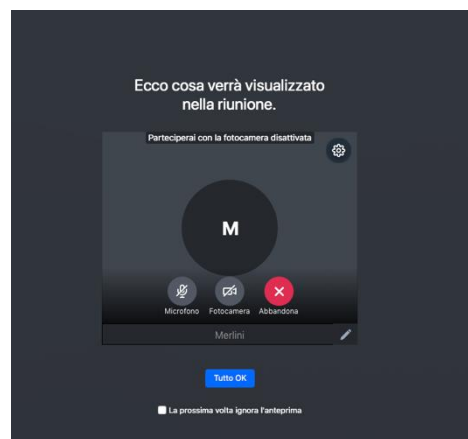 Ecco cosa verrà visualizzato
nella riunione.
Parteciperai con la fotocamera disattivata
M
Microfono Fotocamera Abbandona
Merlini
Tutto OK
La prossima volta ignora l'anteprima